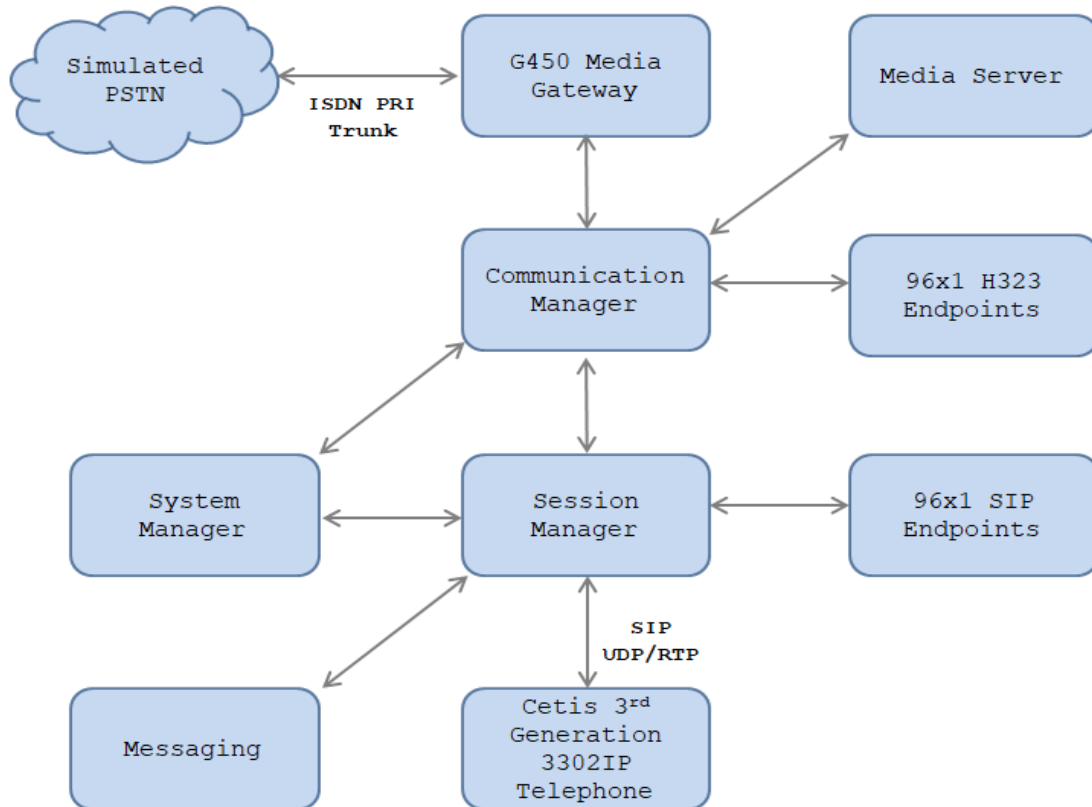 Simulated
PSTN
ISDN PRI
Trunk
G450 Media
Gateway
Media Server
Communication
Manager
96x1 H323
Endpoints
System
Manager
Session
Manager
96x1 SIP
Endpoints
SIP
UDP/RTP
Messaging
Cetis 3rd
Generation
3302IP
Telephone